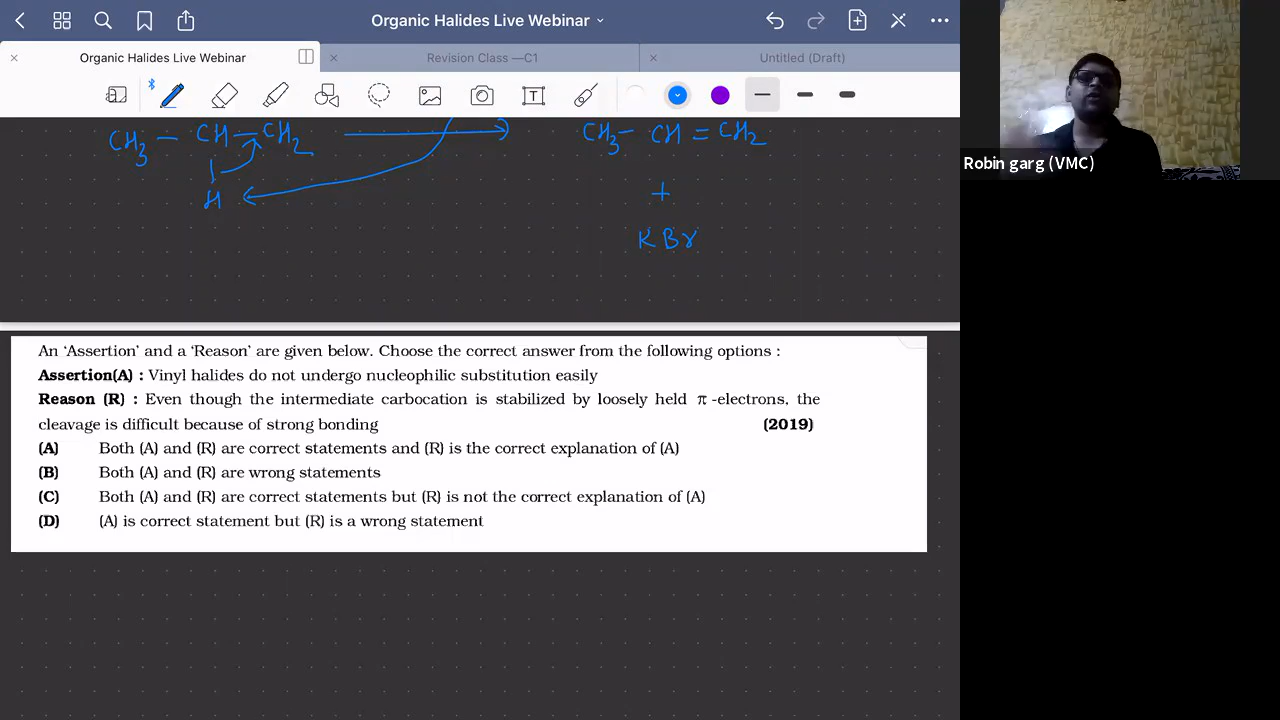 Organic Halides Live Webinar
Organic Halides Live Webinar
Revision Class —C1
Untitled (Draft)
T
CH3 — CH — CH2
H
CH3 — CH = CH2
+
KBr
An 'Assertion' and a 'Reason' are given below. Choose the correct answer from the following options :
Assertion(A) : Vinyl halides do not undergo nucleophilic substitution easily
Reason (R) : Even though the intermediate carbocation is stabilized by loosely held π -electrons, the
cleavage is difficult because of strong bonding (2019)
(A) Both (A) and (R) are correct statements and (R) is the correct explanation of (A)
(B) Both (A) and (R) are wrong statements
(C) Both (A) and (R) are correct statements but (R) is not the correct explanation of (A)
(D) (A) is correct statement but (R) is a wrong statement
Robin garg (VMC)